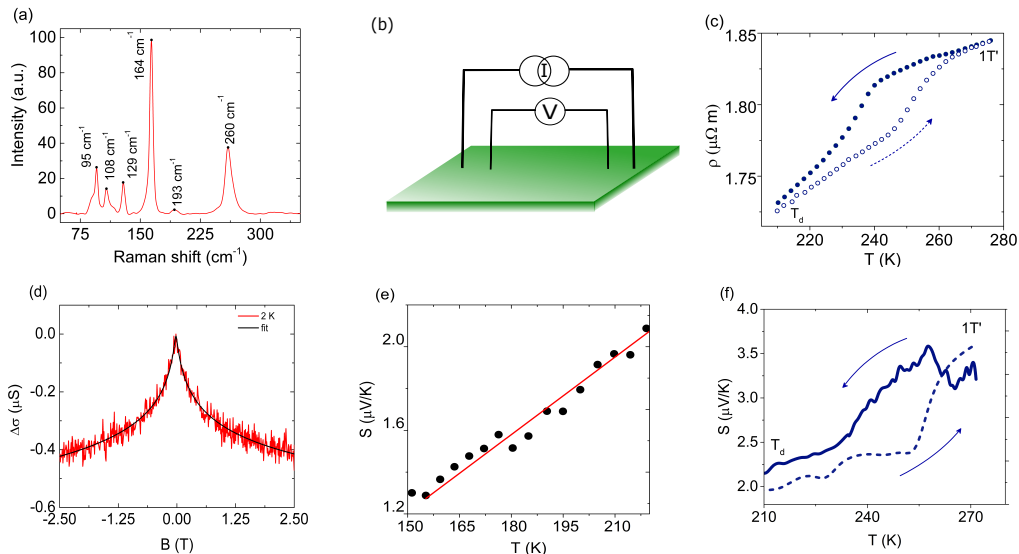 (a)
Intensity (a.u.)
100
80
60
40
20
0
95 cm⁻¹
108 cm⁻¹
129 cm⁻¹
164 cm⁻¹
193 cm⁻¹
260 cm⁻¹
75 150 225 300
Raman shift (cm⁻¹)
(b)
I
V
(c)
ρ (μΩ m)
1.85
1.80
1.75
1T'
T_d
220 240 260 280
T (K)
(d)
Δσ (μS)
0.0
-0.2
-0.4
-0.6
2 K
fit
-2.50 -1.25 0.00 1.25 2.50
B (T)
(e)
S (μV/K)
2.0
1.6
1.2
150 165 180 195 210
T (K)
(f)
S (μV/K)
4.0
3.5
3.0
2.5
2.0
1T'
T_d
210 230 250 270
T (K)